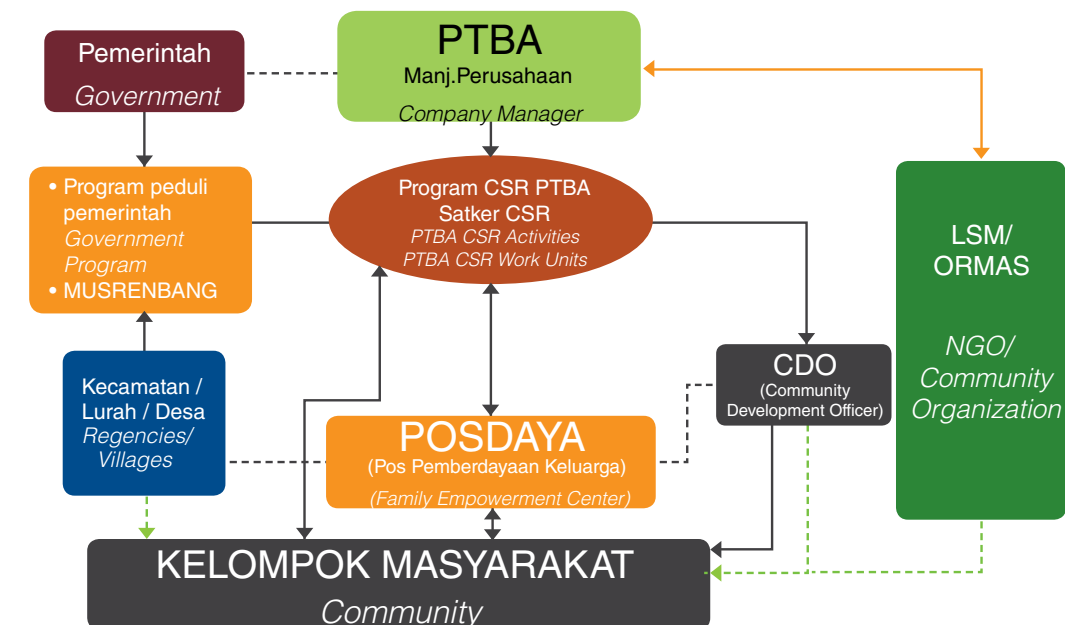 Pemerintah
Government
PTBA
Manj.Perusahaan
Company Manager
• Program peduli
pemerintah
Government
Program
• MUSRENBANG
Program CSR PTBA
Satker CSR
PTBA CSR Activities
PTBA CSR Work Units
LSM/
ORMAS
NGO/
Community
Organization
Kecamatan /
Lurah / Desa
Regencies/
Villages
POSDAYA
(Pos Pemberdayaan Keluarga)
(Family Empowerment Center)
CDO
(Community
Development Officer)
KELOMPOK MASYARAKAT
Community